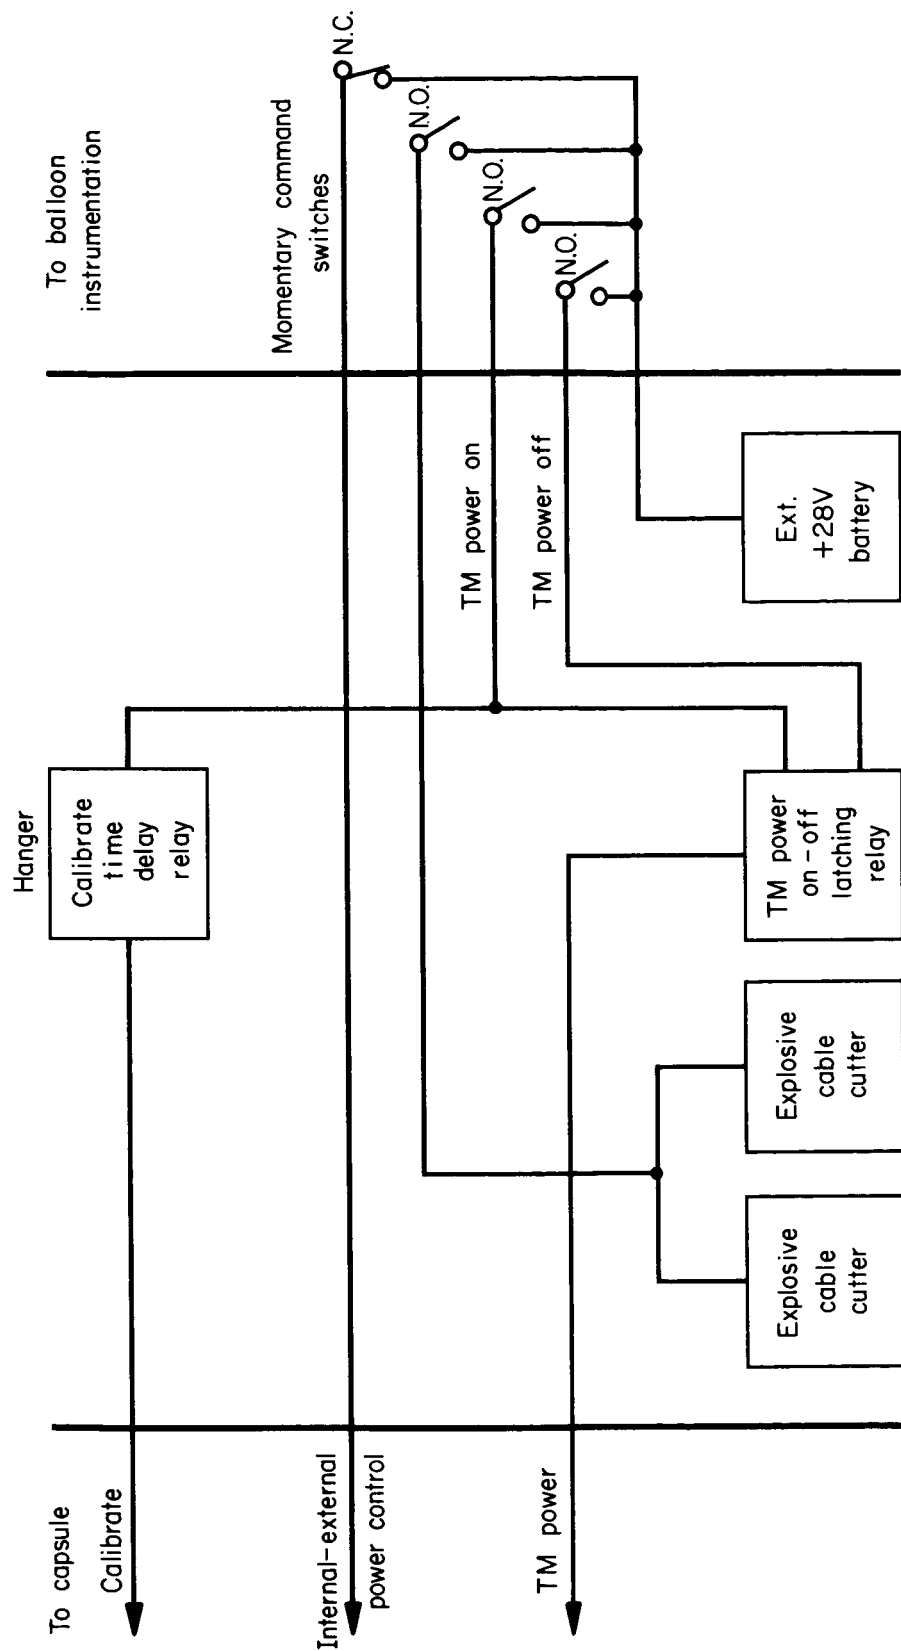 To capsule
Calibrate
Internal-external
power control
TM power
Hanger
Calibrate
time
delay
relay
Explosive
cable
cutter
Explosive
cable
cutter
TM power
on-off
latching
relay
TM power on
TM power off
Ext.
+28V
battery
To balloon
instrumentation
Momentary command
switches
N.C.
N.O.
N.O.
N.O.